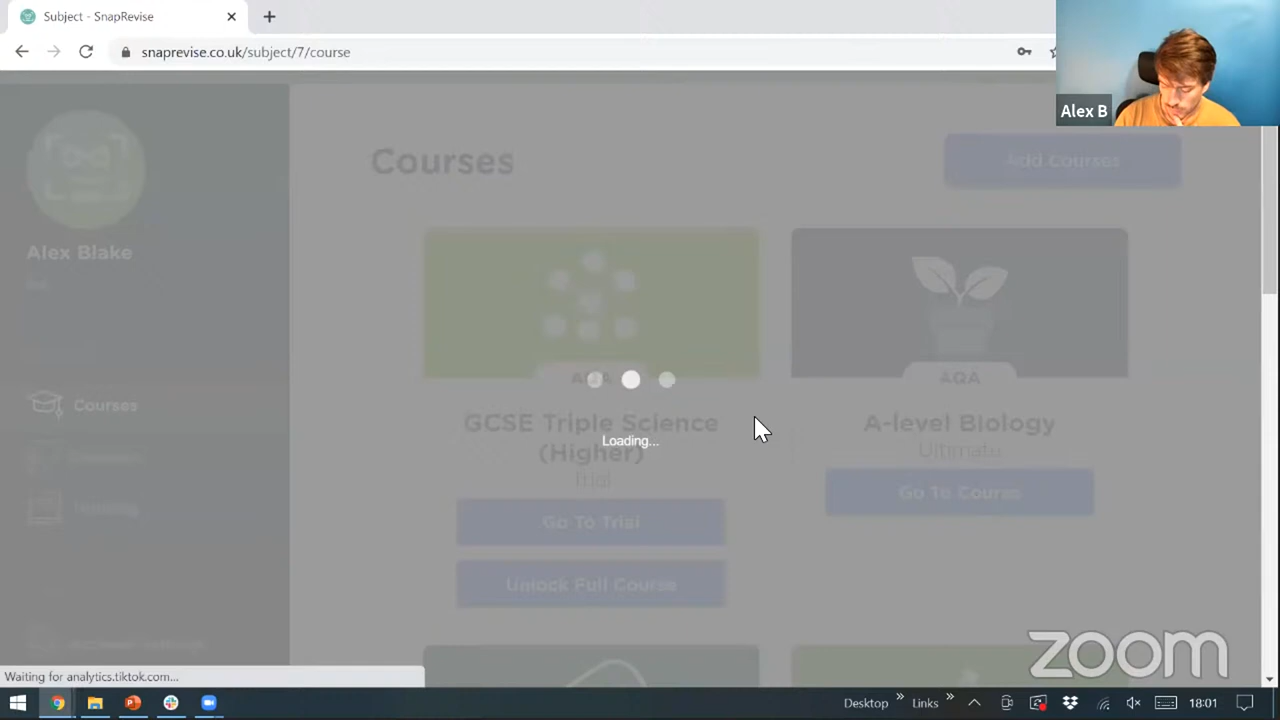 Subject - SnapRevise
snaprevise.co.uk/subject/7/course
Alex B
Courses
Add Courses
Alex Blake
AQA
AQA
Courses
GCSE Triple Science
(Higher)
Trial
A-level Biology
Ultimate
Loading...
Go To Course
Go To Trial
Unlock Full Course
zoom
Waiting for analytics.tiktok.com...
Desktop
Links
18:01